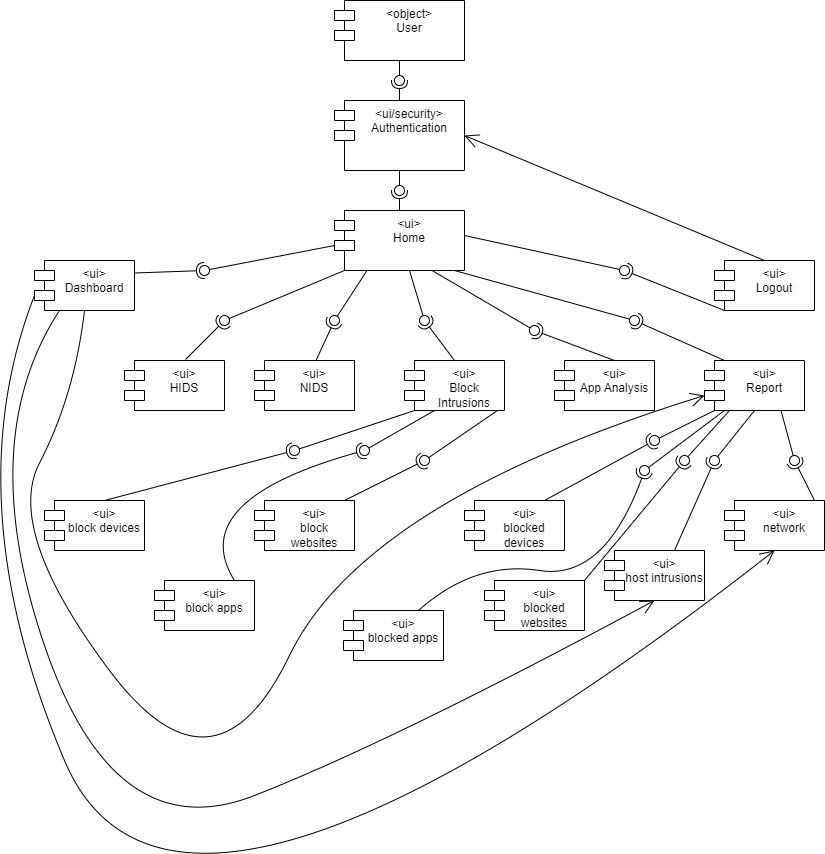 <object>
User
<ui/security>
Authentication
<ui>
Home
<ui>
Dashboard
<ui>
Logout
<ui>
HIDS
<ui>
NIDS
<ui>
Block
Intrusions
<ui>
App Analysis
<ui>
Report
<ui>
block devices
<ui>
block
websites
<ui>
blocked
devices
<ui>
network
<ui>
host intrusions
<ui>
block apps
<ui>
blocked
websites
<ui>
blocked apps